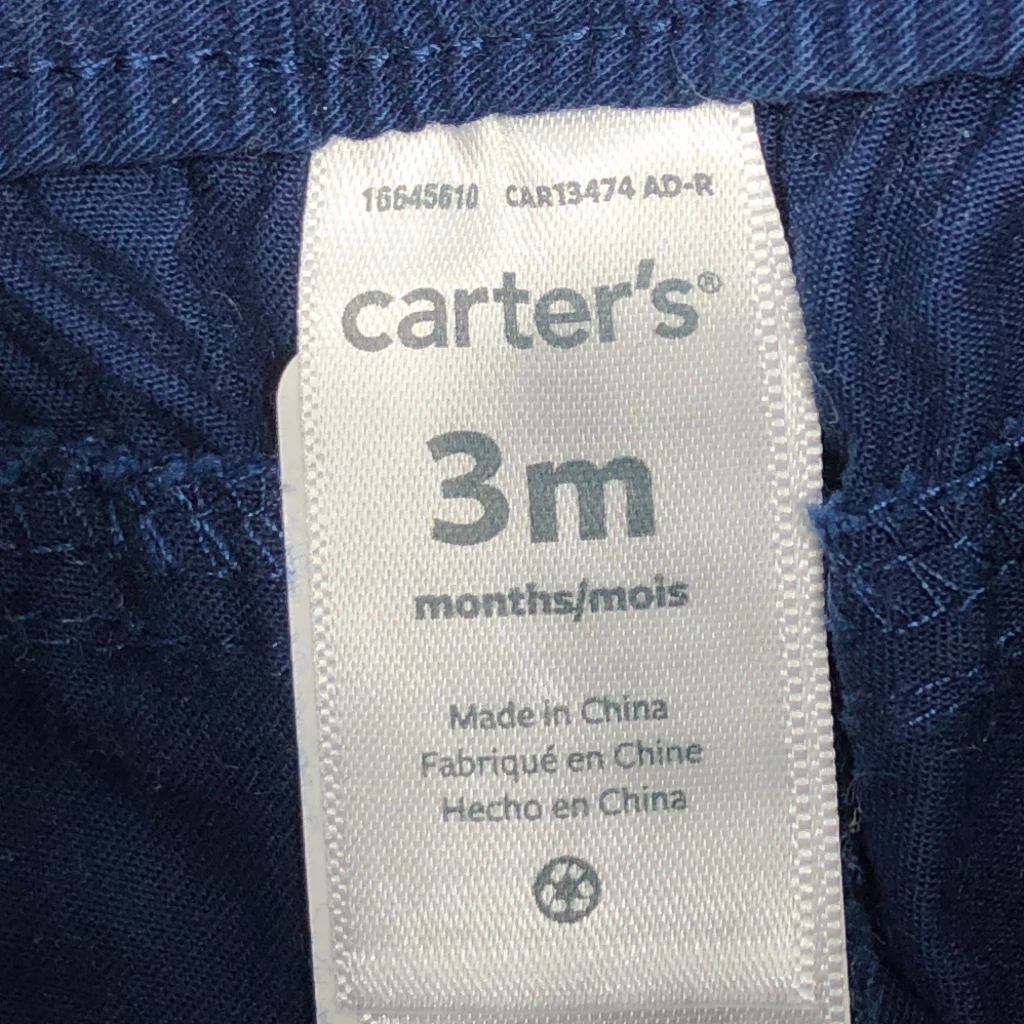 16645610 CAR13474 AD-R
carter's®
3m
months/mois
Made in China
Fabriqué en Chine
Hecho en China